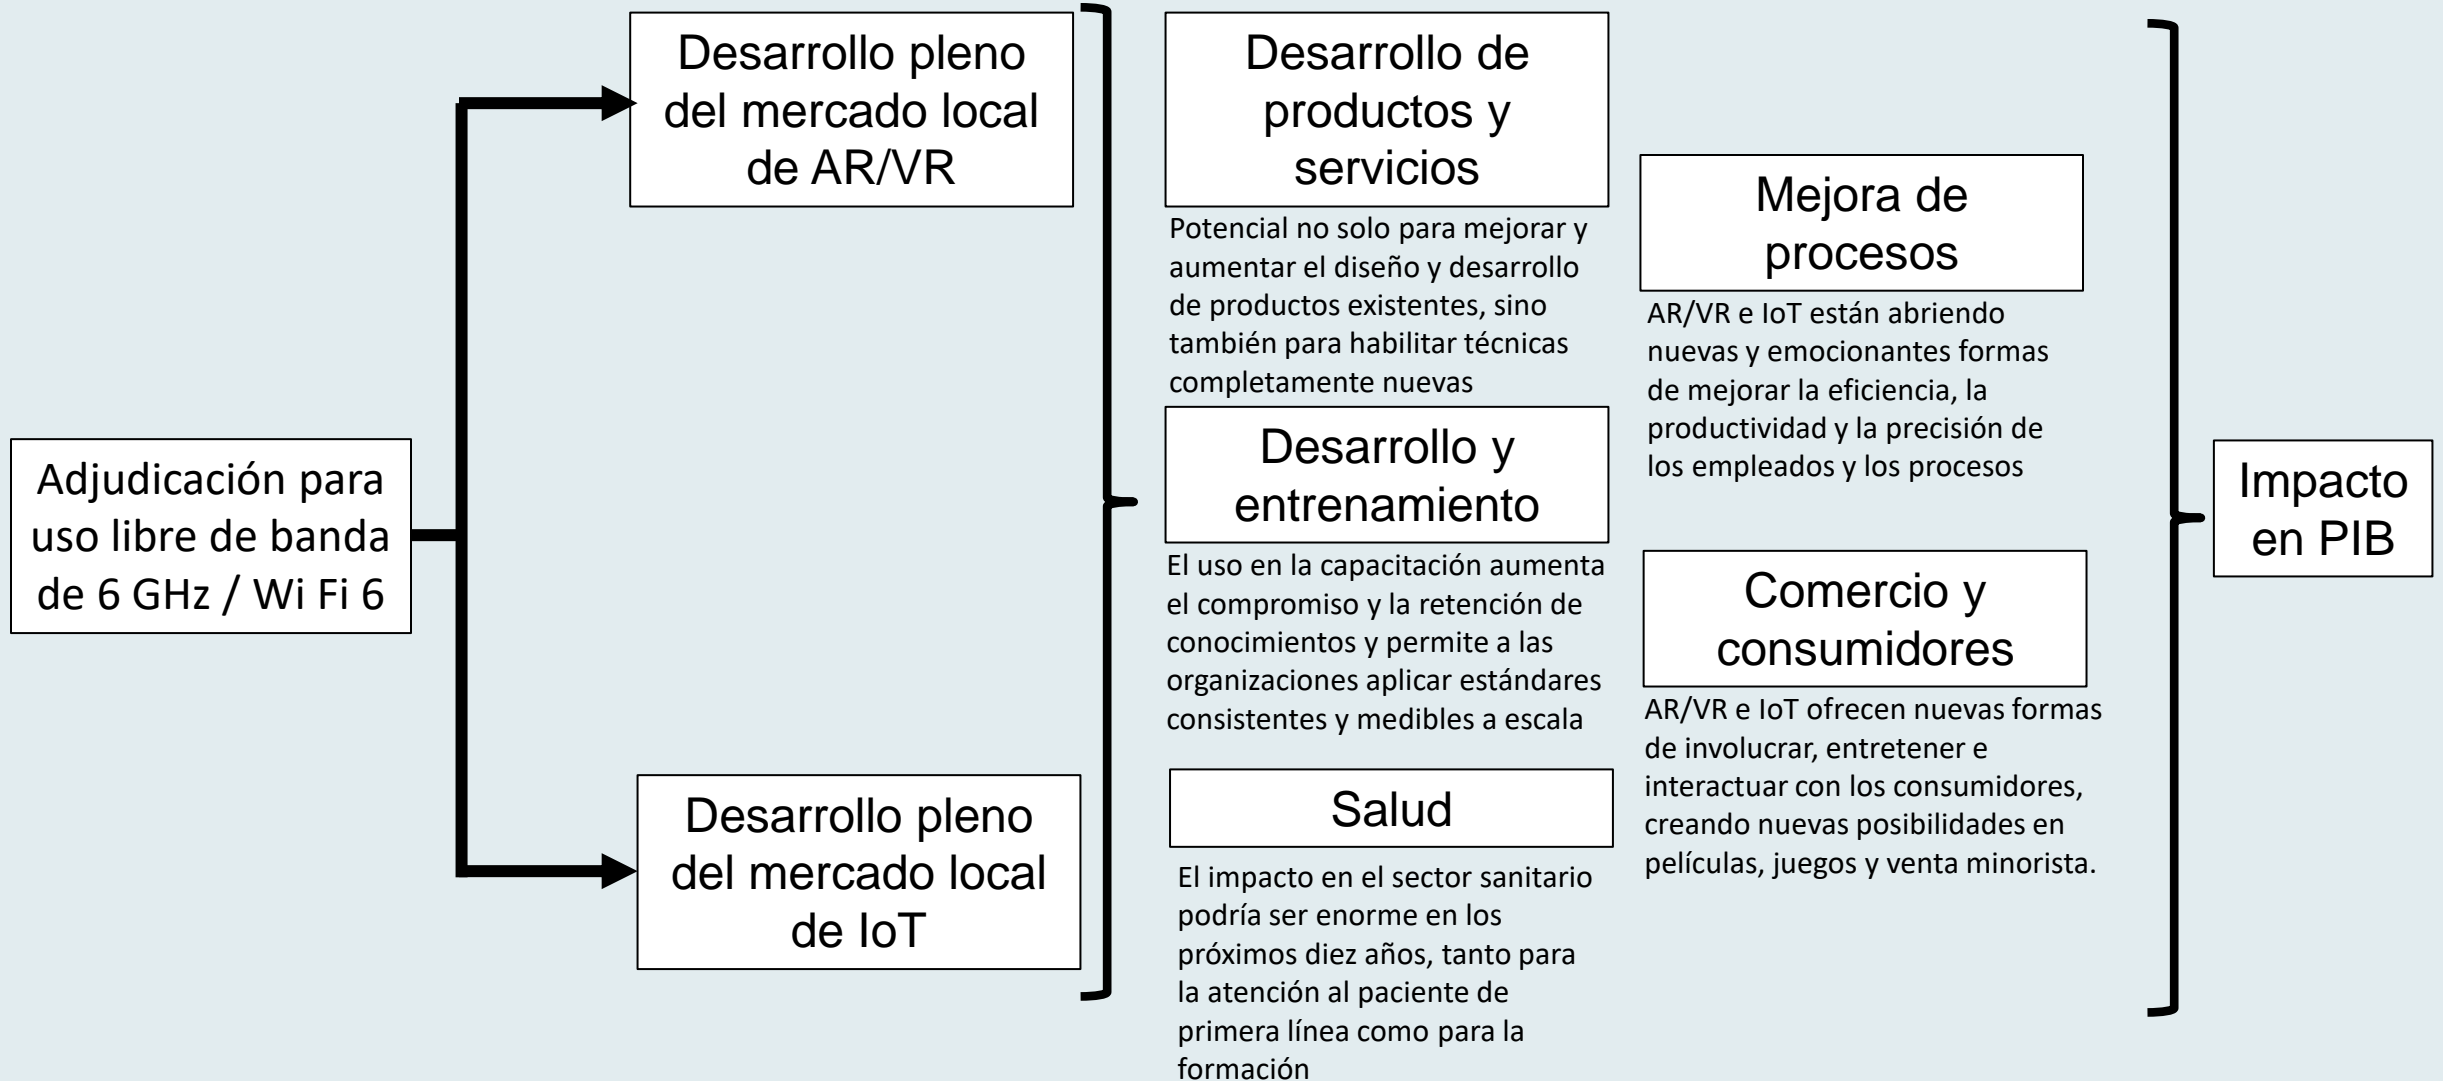 Adjudicación para
uso libre de banda
de 6 GHz / Wi Fi 6
Desarrollo pleno
del mercado local
de AR/VR
Desarrollo pleno
del mercado local
de IoT
Desarrollo de
productos y
servicios
Potencial no solo para mejorar y
aumentar el diseño y desarrollo
de productos existentes, sino
también para habilitar técnicas
completamente nuevas
Desarrollo y
entrenamiento
El uso en la capacitación aumenta
el compromiso y la retención de
conocimientos y permite a las
organizaciones aplicar estándares
consistentes y medibles a escala
Salud
El impacto en el sector sanitario
podría ser enorme en los
próximos diez años, tanto para
la atención al paciente de
primera línea como para la
formación
Mejora de
procesos
AR/VR e IoT están abriendo
nuevas y emocionantes formas
de mejorar la eficiencia, la
productividad y la precisión de
los empleados y los procesos
Comercio y
consumidores
AR/VR e IoT ofrecen nuevas formas
de involucrar, entretener e
interactuar con los consumidores,
creando nuevas posibilidades en
películas, juegos y venta minorista.
Impacto
en PIB